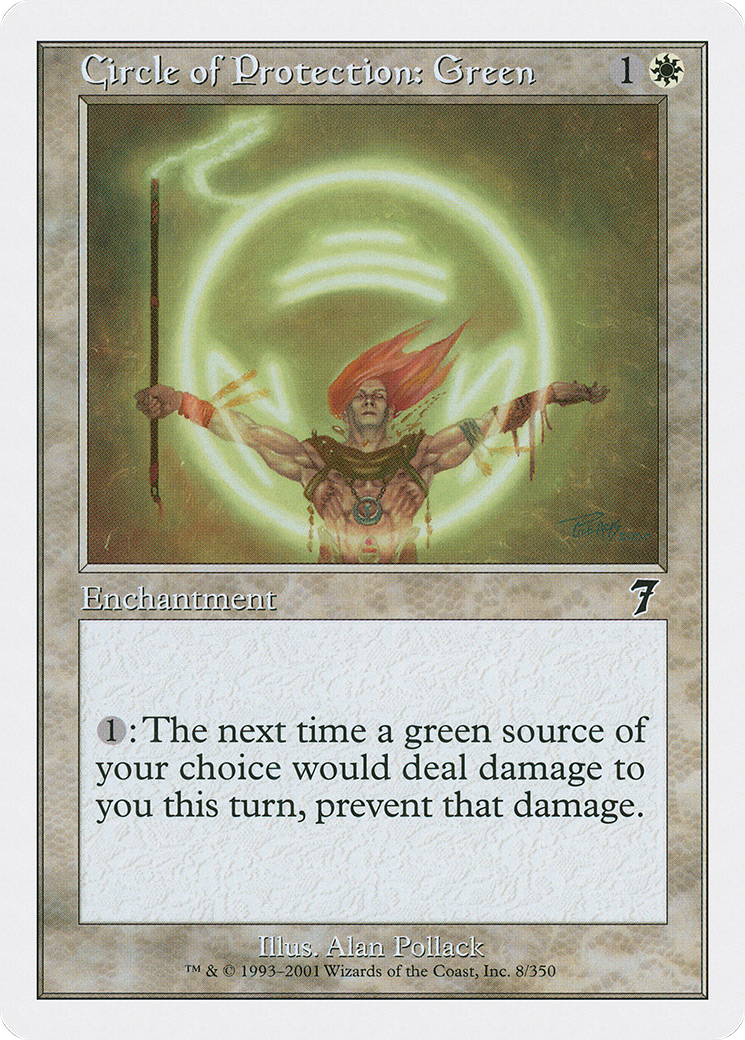 Circle of Protection: Green 1
Enchantment 7
1: The next time a green source of
your choice would deal damage to
you this turn, prevent that damage.
Illus. Alan Pollack
™ & © 1993–2001 Wizards of the Coast, Inc. 8/350